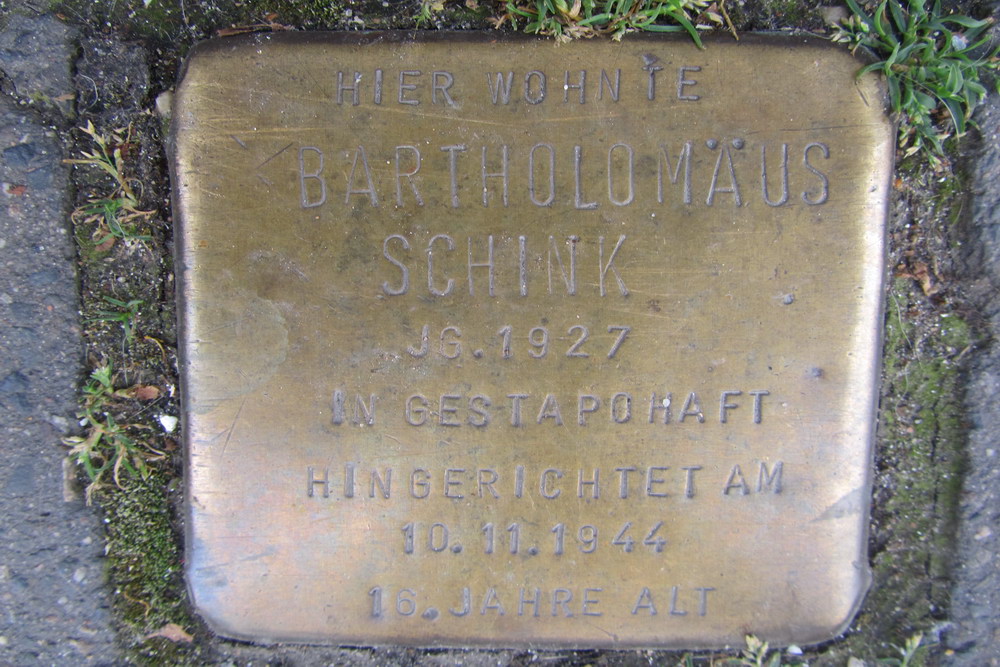 HIER WOHNTE
BARTHOLOMÄUS
SCHINK
JG. 1927
IN GESTAPOHAFT
HINGERICHTET AM
10.11.1944
16.JAHRE ALT